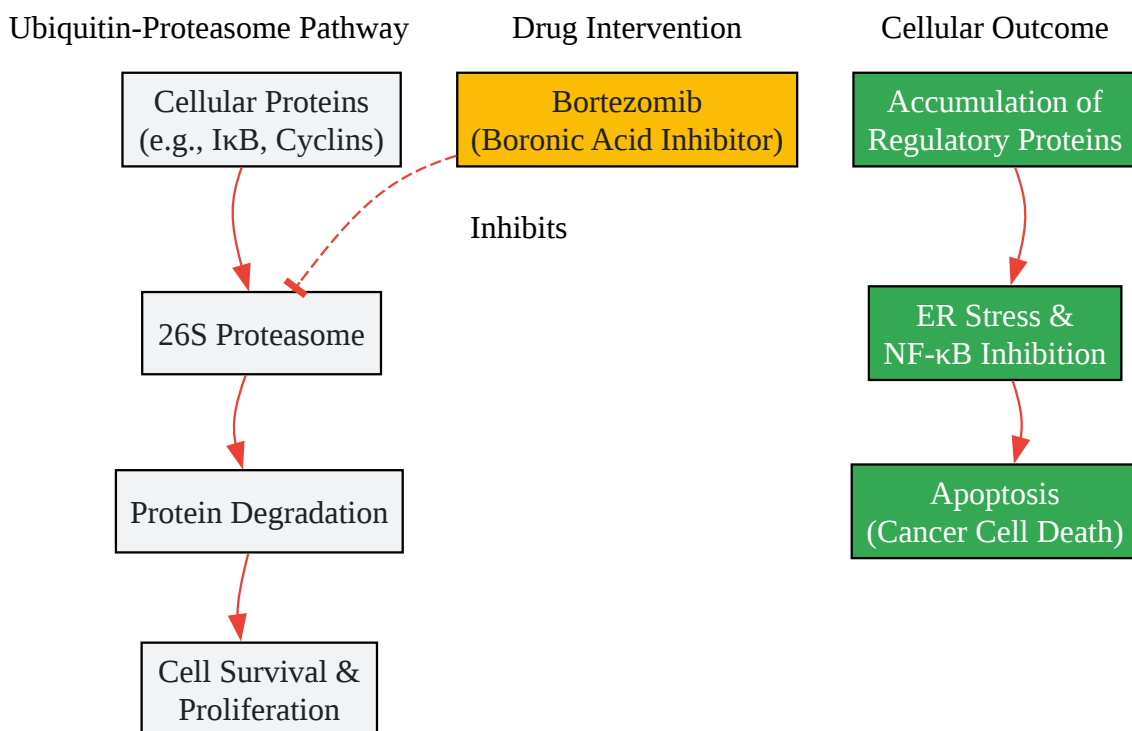 Ubiquitin-Proteasome Pathway
Drug Intervention
Cellular Outcome
Cellular Proteins
(e.g., IκB, Cyclins)
Bortezomib
(Boronic Acid Inhibitor)
Accumulation of
Regulatory Proteins
Inhibits
26S Proteasome
ER Stress &
NF-κB Inhibition
Protein Degradation
Apoptosis
(Cancer Cell Death)
Cell Survival &
Proliferation